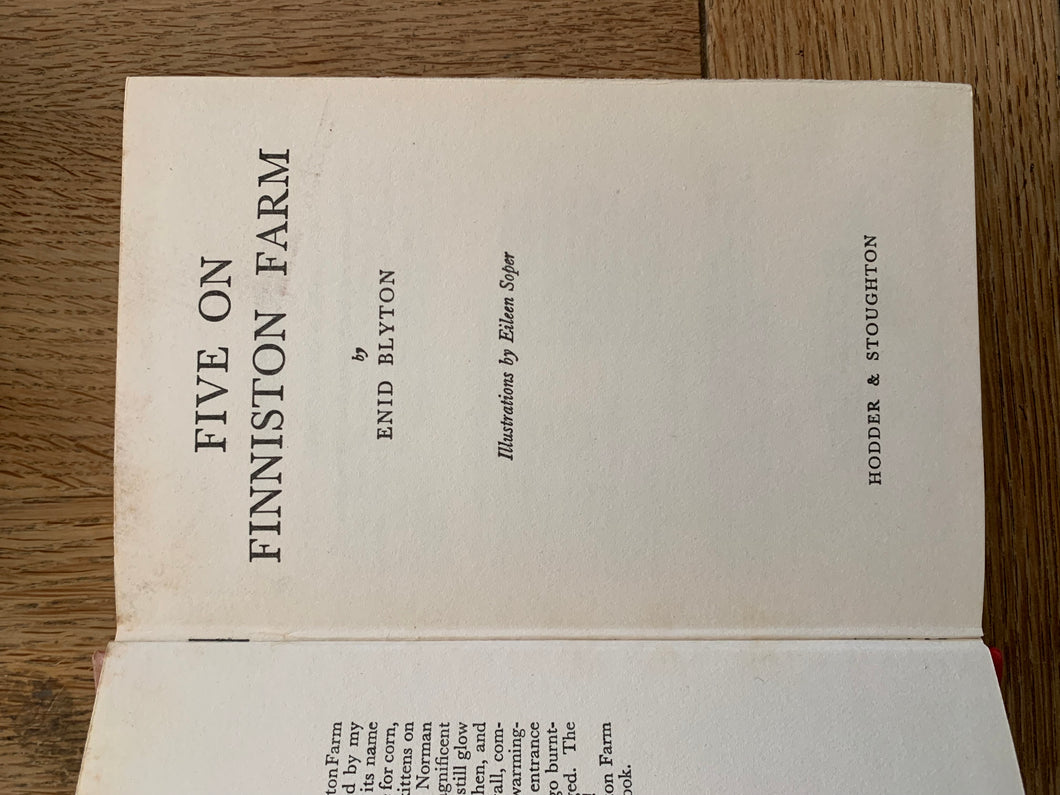 ton Farm
d by my
its name
for corn,
ittens on
Norman
gnificent
still glow
hen, and
all, com-
warming-
entrance
go burnt-
ed. The
on Farm
ook.
FIVE ON
FINNISTON FARM
by
ENID BLYTON
Illustrations by Eileen Soper
HODDER & STOUGHTON